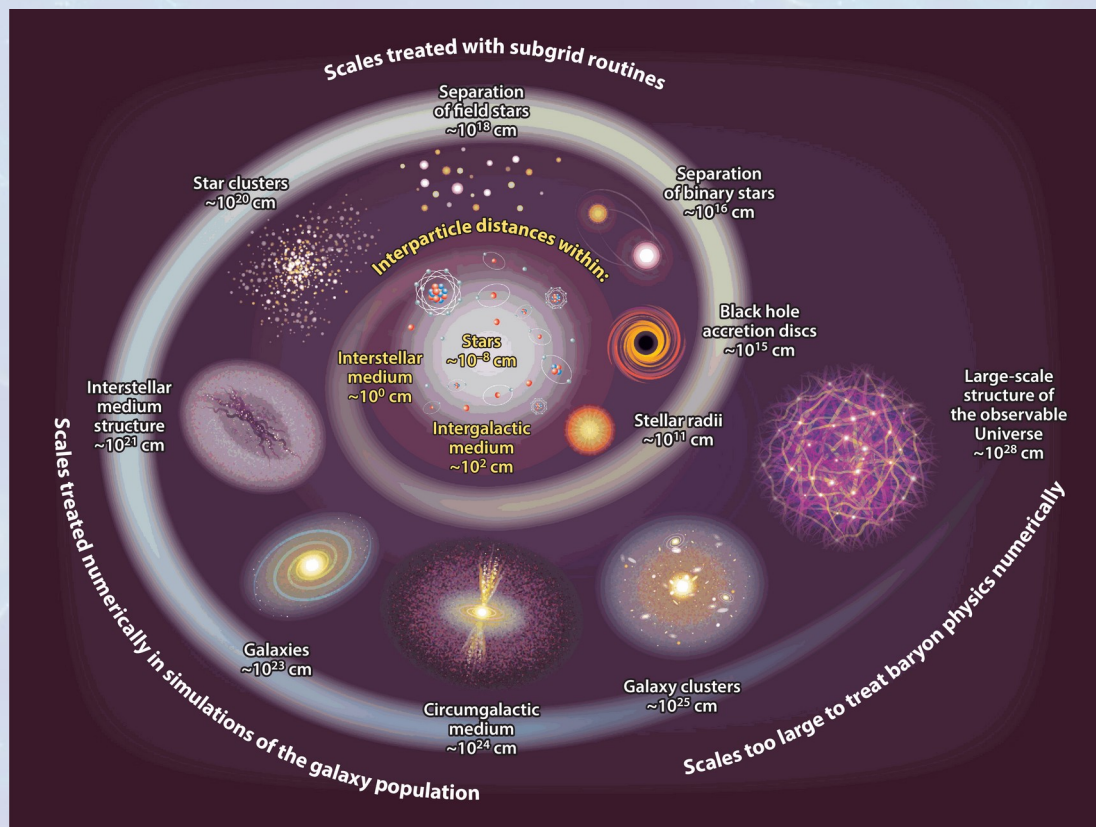 Scales treated with subgrid routines
Separation
of field stars
~10¹⁸ cm
Star clusters
~10²⁰ cm
Separation
of binary stars
~10¹⁶ cm
Interparticle distances within:
Stars
~10⁻⁸ cm
Interstellar
medium
~10⁰ cm
Intergalactic
medium
~10² cm
Black hole
accretion discs
~10¹⁵ cm
Stellar radii
~10¹¹ cm
Interstellar
medium
structure
~10²¹ cm
Large-scale
structure of
the observable
Universe
~10²⁸ cm
Galaxies
~10²³ cm
Circumgalactic
medium
~10²⁴ cm
Galaxy clusters
~10²⁵ cm
Scales treated numerically in simulations of the galaxy population
Scales too large to treat baryon physics numerically